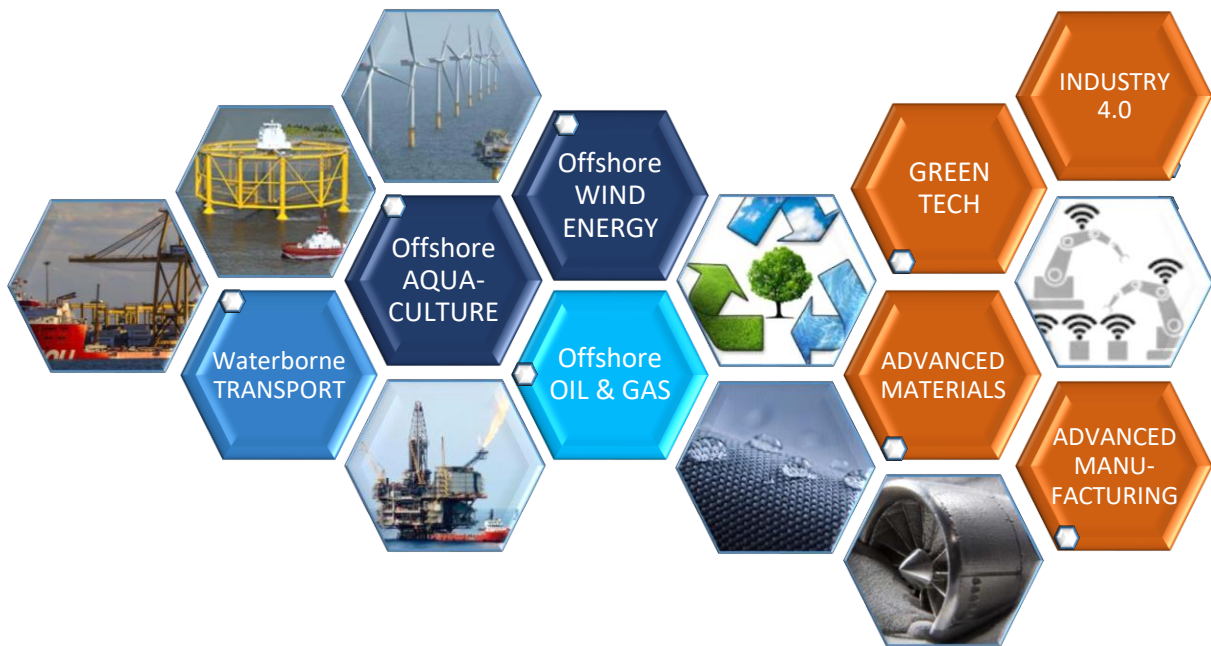 INDUSTRY
4.0
GREEN
TECH
Offshore
WIND
ENERGY
Offshore
AQUA-
CULTURE
Waterborne
TRANSPORT
Offshore
OIL & GAS
ADVANCED
MATERIALS
ADVANCED
MANU-
FACTURING